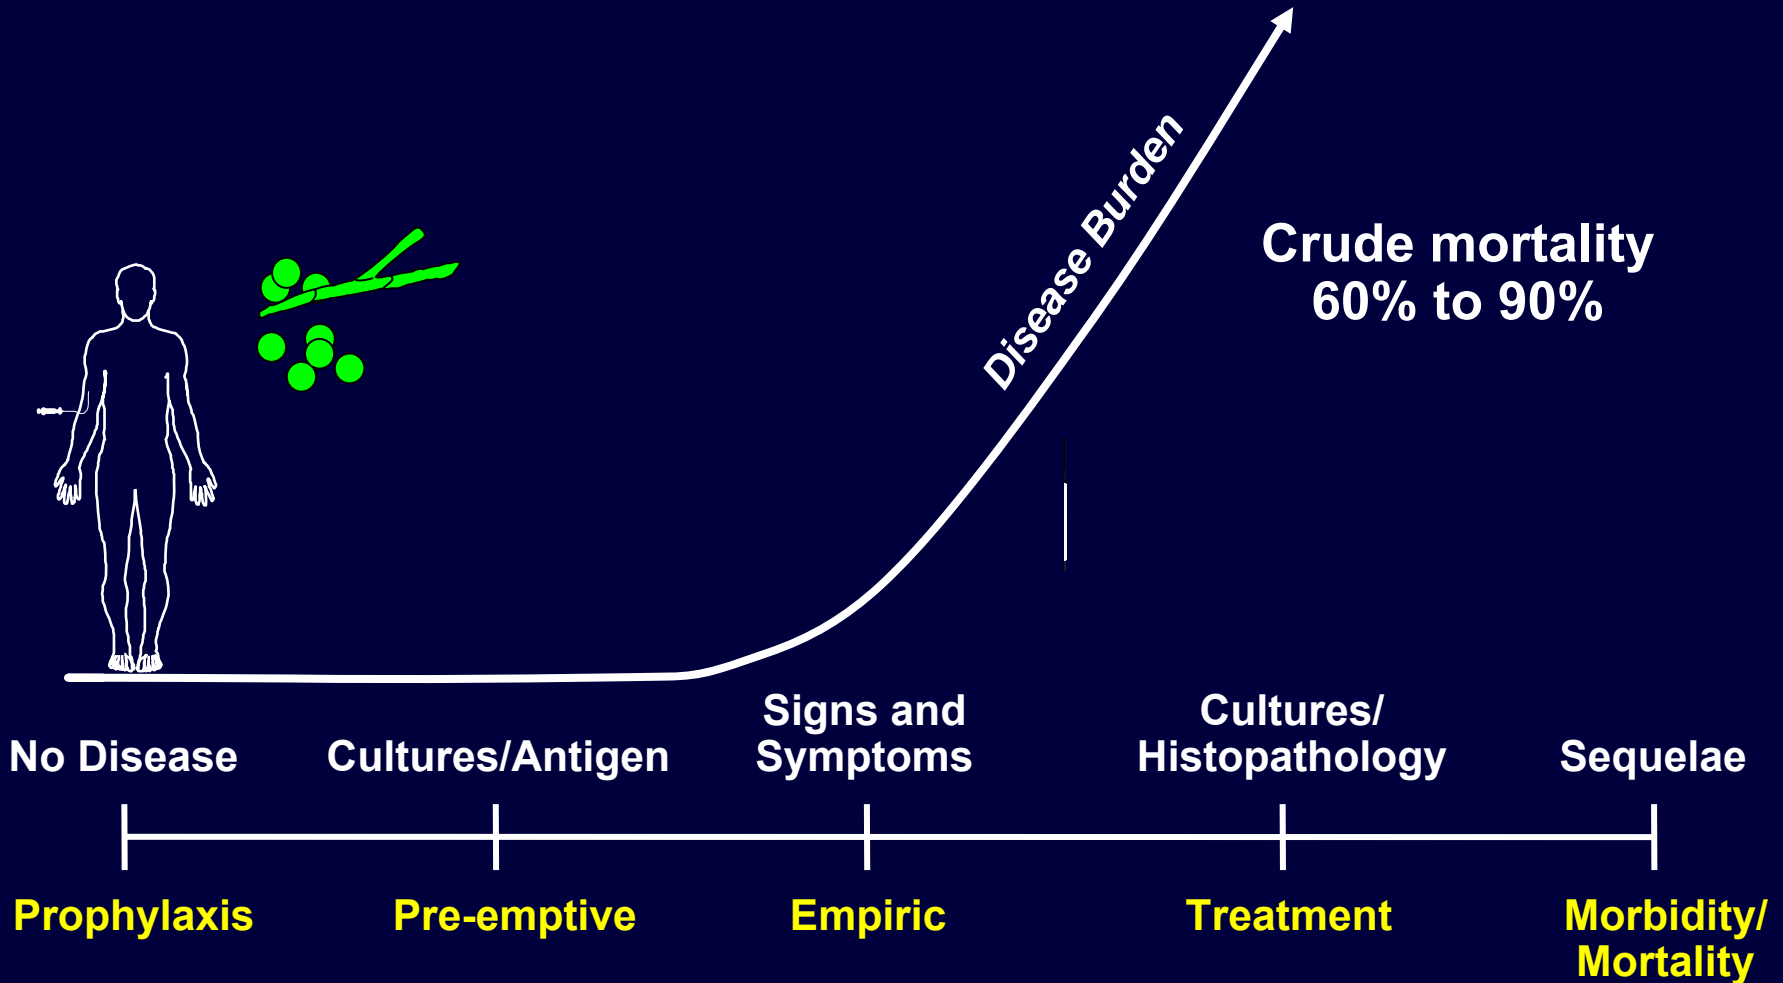 Disease Burden
Crude mortality
60% to 90%
No Disease
Cultures/Antigen
Signs and
Symptoms
Cultures/
Histopathology
Sequelae
Prophylaxis
Pre-emptive
Empiric
Treatment
Morbidity/
Mortality